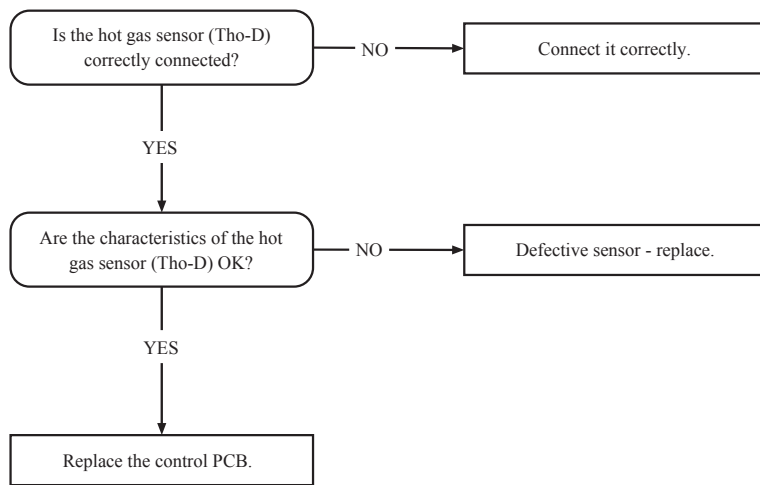 Is the hot gas sensor (Tho-D)
correctly connected?
NO
Connect it correctly.
YES
Are the characteristics of the hot
gas sensor (Tho-D) OK?
NO
Defective sensor - replace.
YES
Replace the control PCB.